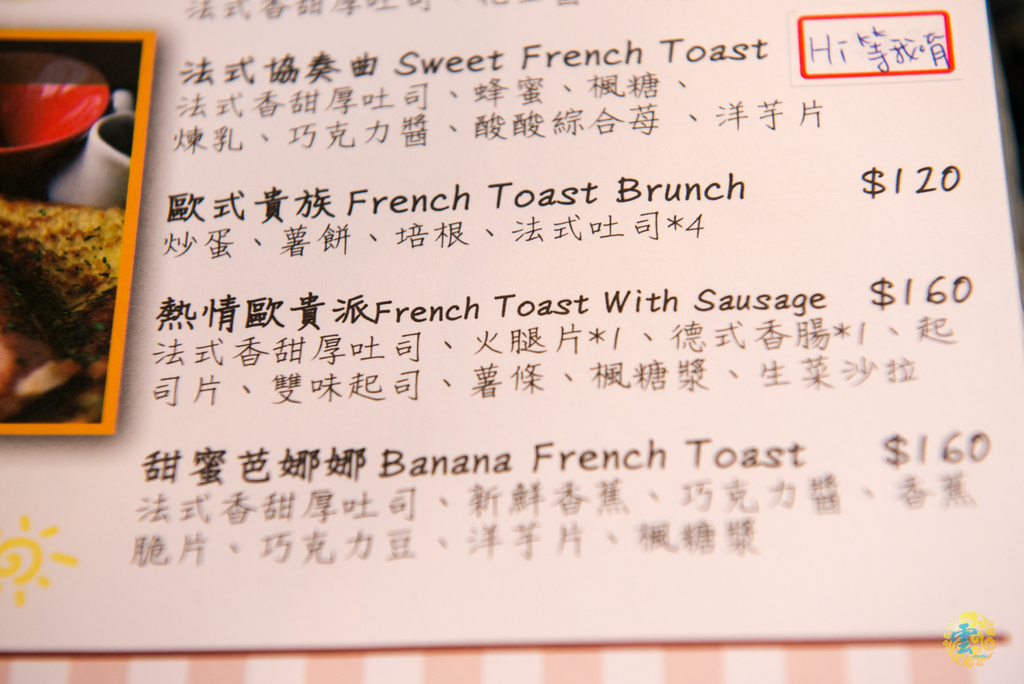 法式協奏曲 Sweet French Toast
Hi 等我唷
法式香甜厚吐司、蜂蜜、楓糖、
煉乳、巧克力醬、酸酸綜合莓、洋芋片
歐式貴族 French Toast Brunch $120
炒蛋、薯餅、培根、法式吐司*4
熱情歐貴派French Toast With Sausage $160
法式香甜厚吐司、火腿片*1、德式香腸*1、起
司片、雙味起司、薯條、楓糖漿、生菜沙拉
甜蜜芭娜娜 Banana French Toast $160
法式香甜厚吐司、新鮮香蕉、巧克力醬、香蕉
脆片、巧克力豆、洋芋片、楓糖漿
雲